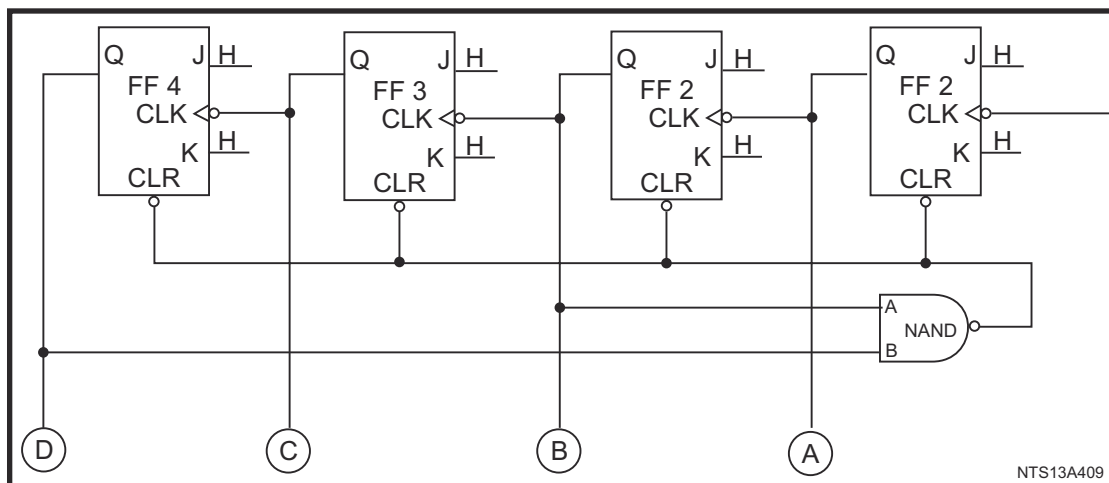 Q J H
FF 4
CLK
K H
CLR
Q J H
FF 3
CLK
K H
CLR
Q J H
FF 2
CLK
K H
CLR
Q J H
FF 2
CLK
K H
CLR
A
NAND
B
D
C
B
A
NTS13A409